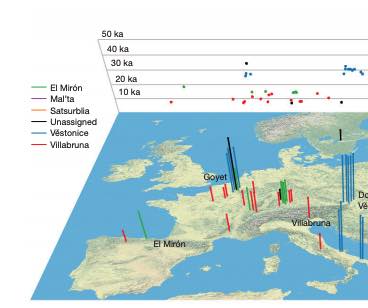 50 ka
40 ka
30 ka
20 ka
10 ka
El Mirón
Mal'ta
Satsurblia
Unassigned
Věstonice
Villabruna
Goyet
Do
Vě
Villabruna
El Mirón